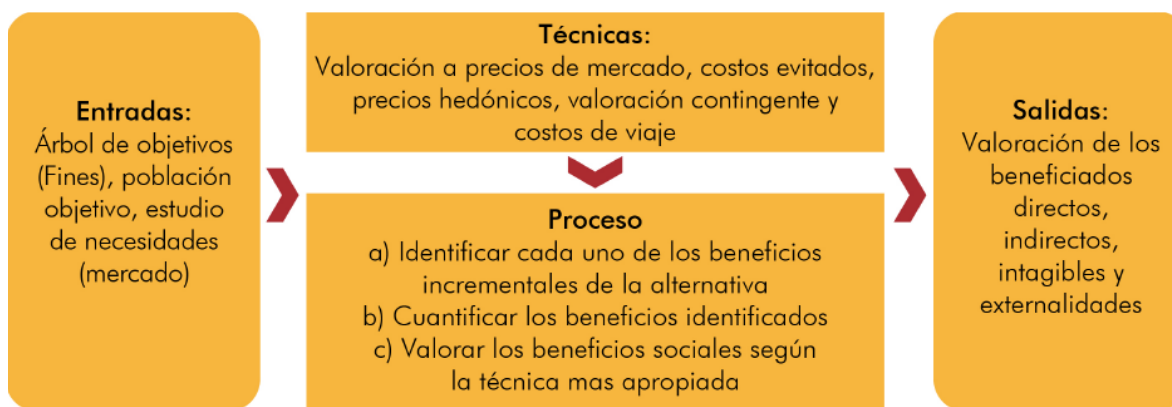 Entradas:
Árbol de objetivos
(Fines), población
objetivo, estudio
de necesidades
(mercado)
Técnicas:
Valoración a precios de mercado, costos evitados,
precios hedónicos, valoración contingente y
costos de viaje
Proceso
a) Identificar cada uno de los beneficios
incrementales de la alternativa
b) Cuantificar los beneficios identificados
c) Valorar los beneficios sociales según
la técnica mas apropiada
Salidas:
Valoración de los
beneficiados
directos,
indirectos,
intagibles y
externalidades